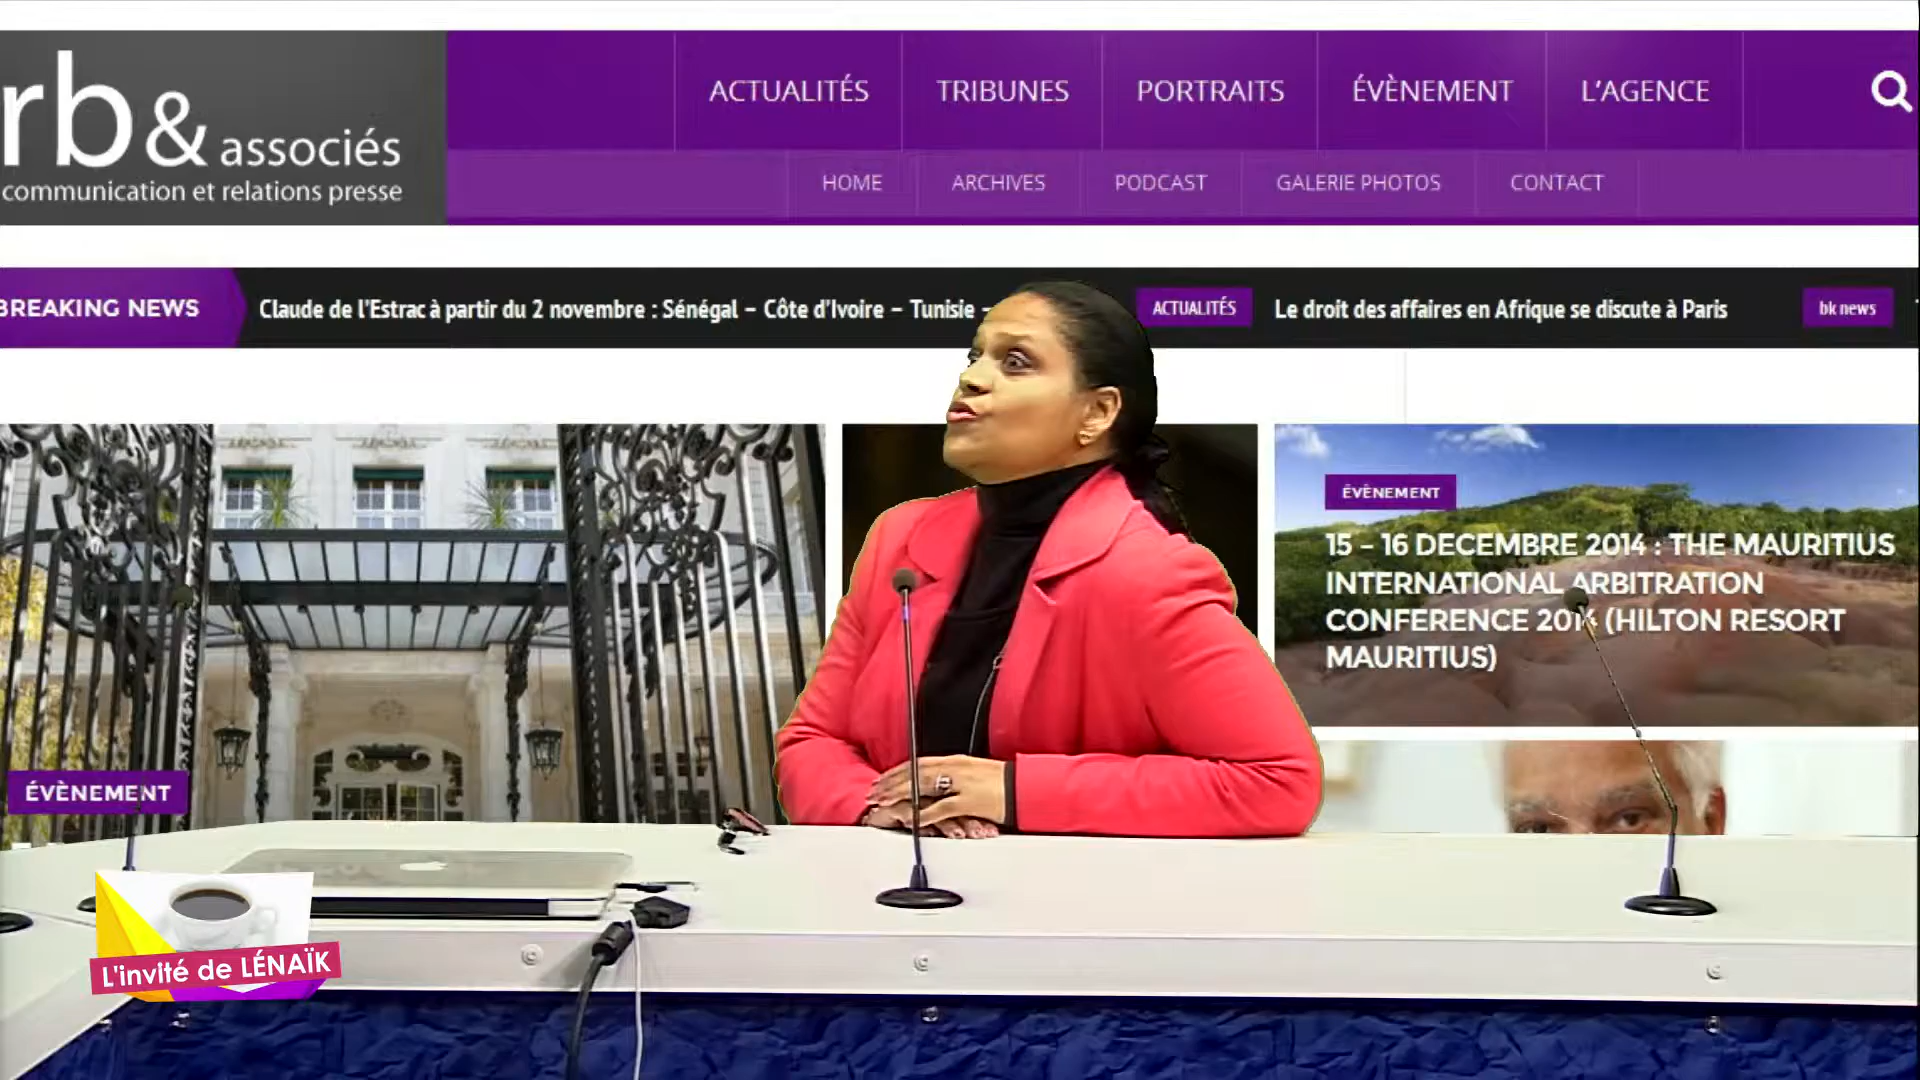 rb & associés
communication et relations presse
ACTUALITÉS
TRIBUNES
PORTRAITS
ÉVÈNEMENT
L'AGENCE
HOME
ARCHIVES
PODCAST
GALERIE PHOTOS
CONTACT
BREAKING NEWS
Claude de l'Estrac à partir du 2 novembre : Sénégal – Côte d'Ivoire – Tunisie –
ACTUALITÉS
Le droit des affaires en Afrique se discute à Paris
bk news
ÉVÈNEMENT
15 – 16 DECEMBRE 2014 : THE MAURITIUS
INTERNATIONAL ARBITRATION
CONFERENCE 2014 (HILTON RESORT
MAURITIUS)
ÉVÈNEMENT
L'invité de LÉNAÏK